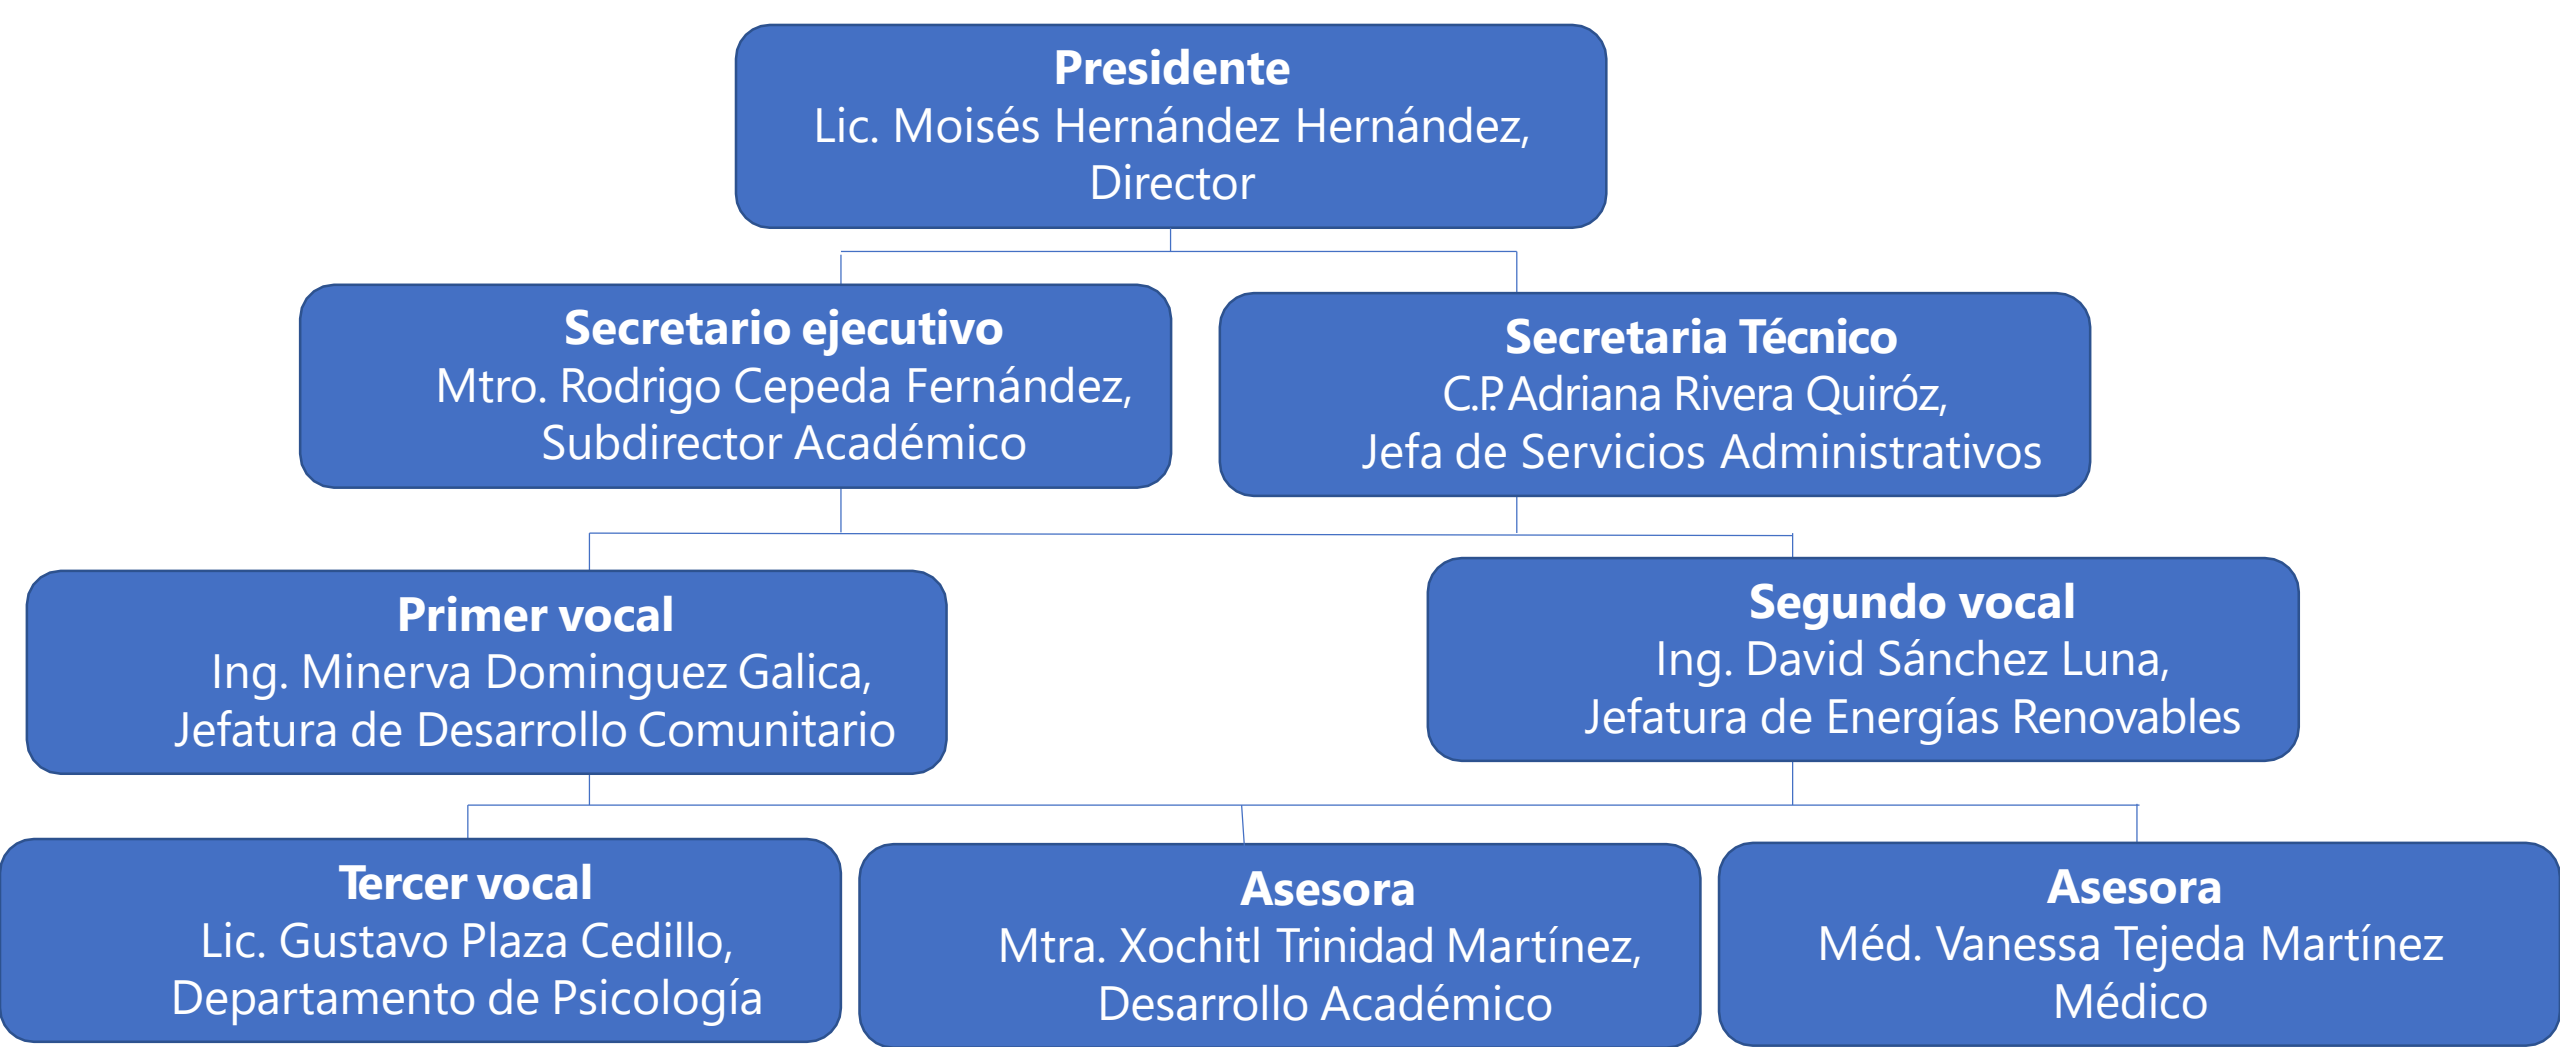 Presidente
Lic. Moisés Hernández Hernández,
Director
Secretario ejecutivo
Mtro. Rodrigo Cepeda Fernández,
Subdirector Académico
Secretaria Técnico
C.P. Adriana Rivera Quiróz,
Jefa de Servicios Administrativos
Primer vocal
Ing. Minerva Dominguez Galica,
Jefatura de Desarrollo Comunitario
Segundo vocal
Ing. David Sánchez Luna,
Jefatura de Energías Renovables
Tercer vocal
Lic. Gustavo Plaza Cedillo,
Departamento de Psicología
Asesora
Mtra. Xochitl Trinidad Martínez,
Desarrollo Académico
Asesora
Méd. Vanessa Tejeda Martínez
Médico